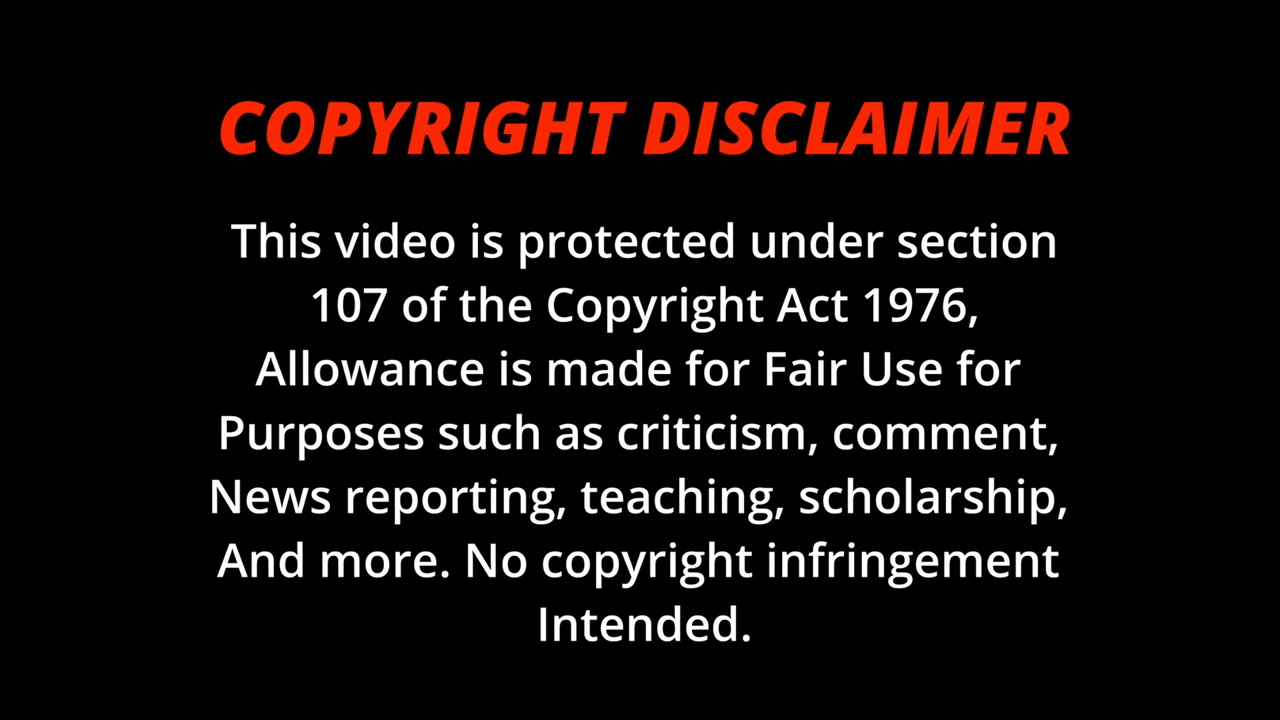 COPYRIGHT DISCLAIMER
This video is protected under section
107 of the Copyright Act 1976,
Allowance is made for Fair Use for
Purposes such as criticism, comment,
News reporting, teaching, scholarship,
And more. No copyright infringement
Intended.